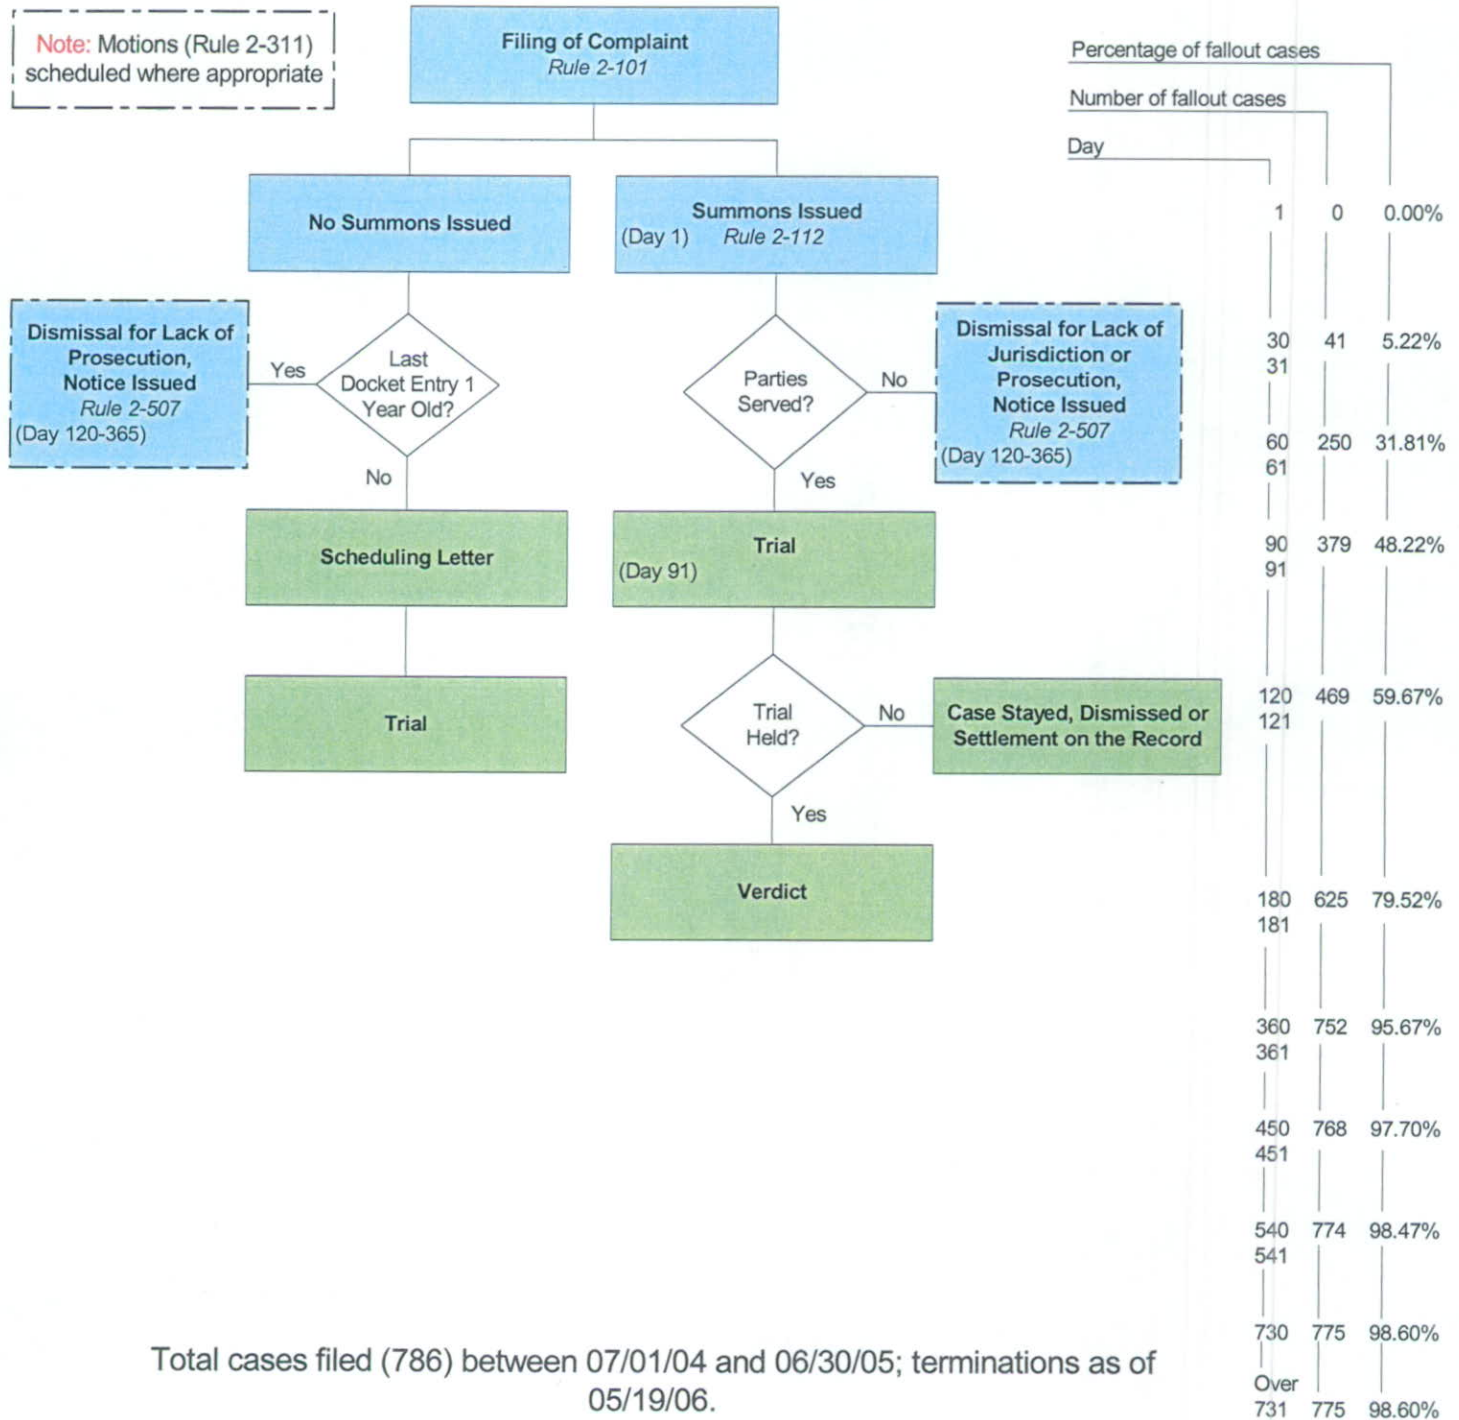 Note: Motions (Rule 2-311)
scheduled where appropriate
Filing of Complaint
Rule 2-101
Percentage of fallout cases
Number of fallout cases
Day
No Summons Issued
Summons Issued
(Day 1) Rule 2-112
1 0 0.00%
Dismissal for Lack of
Prosecution,
Notice Issued
Rule 2-507
(Day 120-365)
Yes
Last
Docket Entry 1
Year Old?
No
Parties
Served?
No
Yes
Dismissal for Lack of
Jurisdiction or
Prosecution,
Notice Issued
Rule 2-507
(Day 120-365)
30 41 5.22%
31
60 250 31.81%
61
Scheduling Letter
Trial
(Day 91)
90 379 48.22%
91
Trial
Trial
Held?
No
Yes
Case Stayed, Dismissed or
Settlement on the Record
120 469 59.67%
121
Verdict
180 625 79.52%
181
360 752 95.67%
361
450 768 97.70%
451
540 774 98.47%
541
730 775 98.60%
Over
731 775 98.60%
Total cases filed (786) between 07/01/04 and 06/30/05; terminations as of
05/19/06.